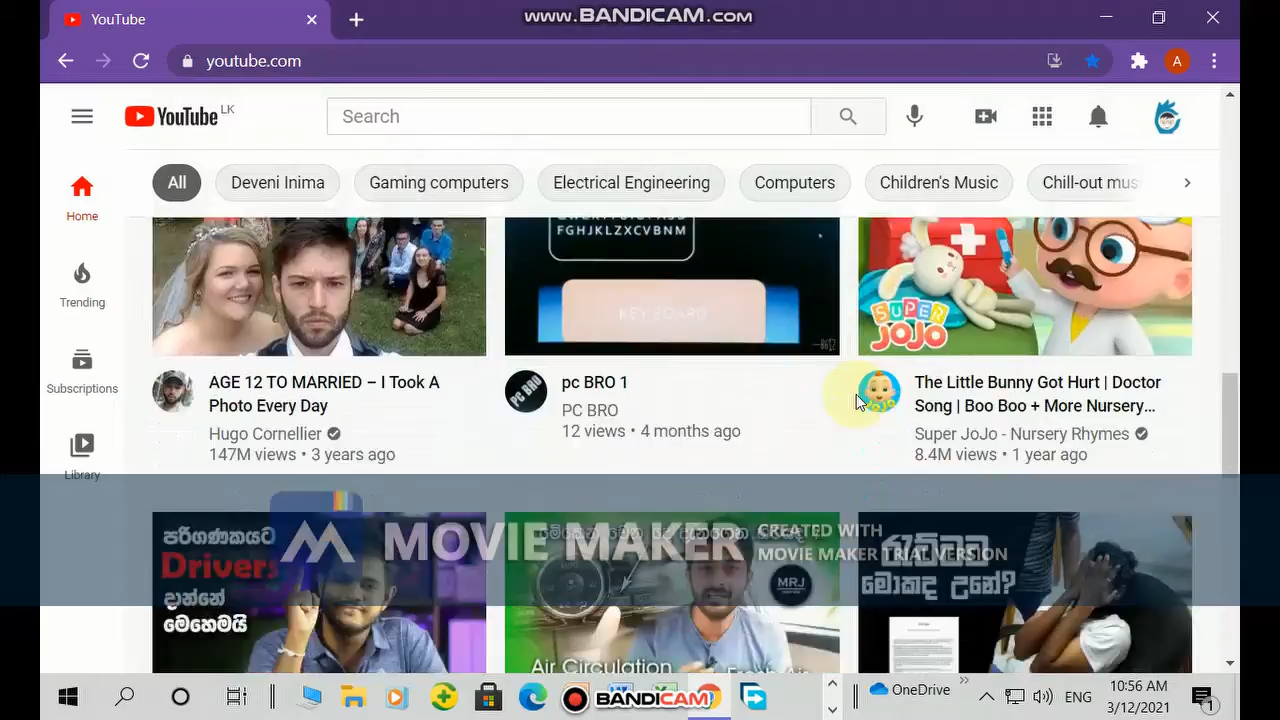 YouTube
www.BANDICAM.com
youtube.com
A
YouTube LK
Search
All
Deveni Inima
Gaming computers
Electrical Engineering
Computers
Children's Music
Chill-out mus
Home
Trending
Subscriptions
Library
FGHJKLZXCVBNM
KEYBOARD
SUPER
JOJO
AGE 12 TO MARRIED – I Took A
Photo Every Day
Hugo Cornellier
147M views • 3 years ago
PC BRO
pc BRO 1
PC BRO
12 views • 4 months ago
The Little Bunny Got Hurt | Doctor
Song | Boo Boo + More Nursery...
Super JoJo - Nursery Rhymes
8.4M views • 1 year ago
MOVIE MAKER
CREATED WITH
MOVIE MAKER TRIAL VERSION
පරිගණකයට
Drivers
දාන්නේ
මෙහෙමයි
MRJ
Air Circulation
මොකද උනේ?
BANDICAM
OneDrive
ENG
10:56 AM
3/12/2021
1